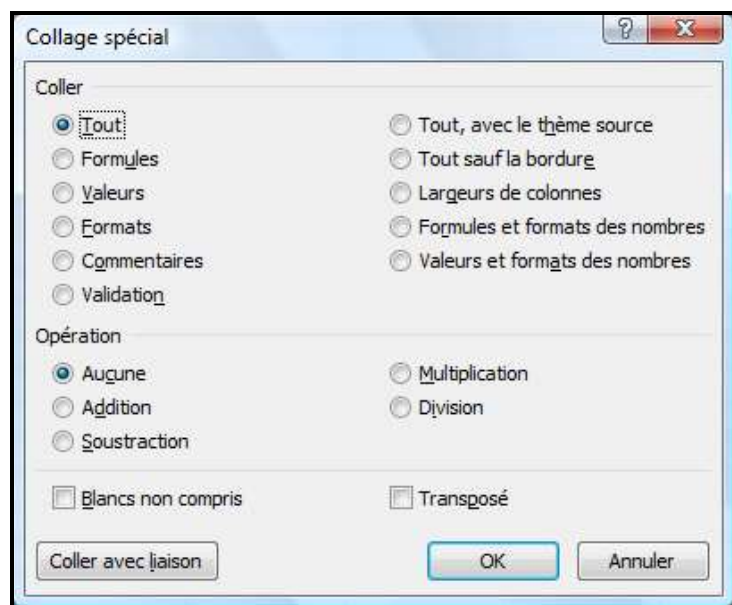 Collage spécial
Coller
Tout
Tout, avec le thème source
Formules
Tout sauf la bordure
Valeurs
Largeurs de colonnes
Formats
Formules et formats des nombres
Commentaires
Valeurs et formats des nombres
Validation
Opération
Aucune
Multiplication
Addition
Division
Soustraction
Blancs non compris
Transposé
Coller avec liaison
OK
Annuler